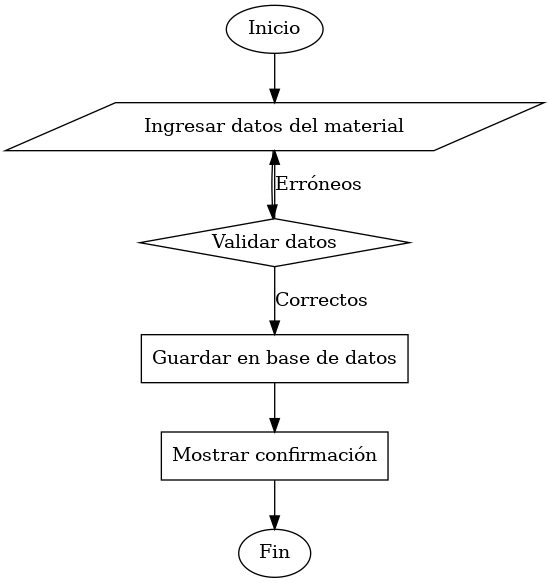 Inicio
Ingresar datos del material
Erróneos
Validar datos
Correctos
Guardar en base de datos
Mostrar confirmación
Fin